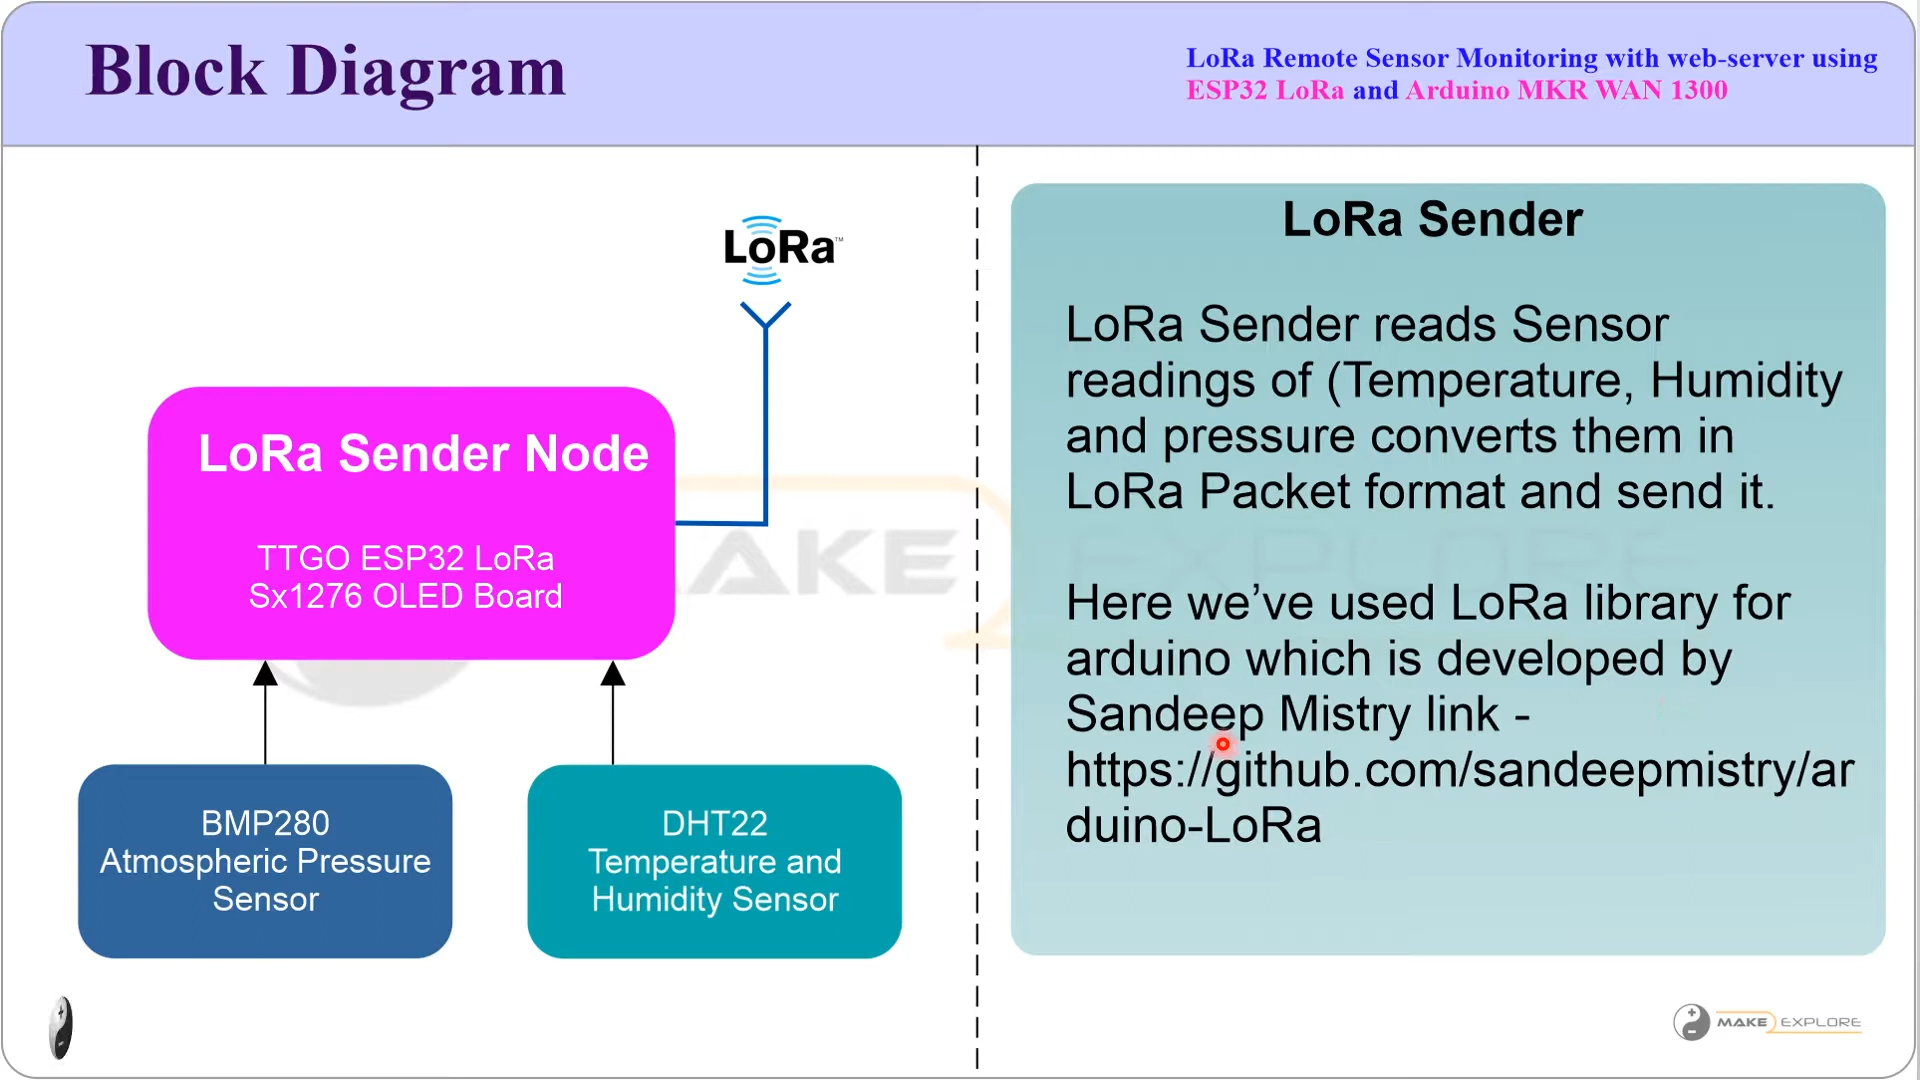 Block Diagram
LoRa Remote Sensor Monitoring with web-server using
ESP32 LoRa and Arduino MKR WAN 1300
LoRa™
LoRa Sender Node
TTGO ESP32 LoRa
Sx1276 OLED Board
BMP280
Atmospheric Pressure
Sensor
DHT22
Temperature and
Humidity Sensor
LoRa Sender
LoRa Sender reads Sensor
readings of (Temperature, Humidity
and pressure converts them in
LoRa Packet format and send it.
Here we’ve used LoRa library for
arduino which is developed by
Sandeep Mistry link -
https://github.com/sandeepmistry/ar
duino-LoRa
MAKE EXPLORE
MAKE EXPLORE